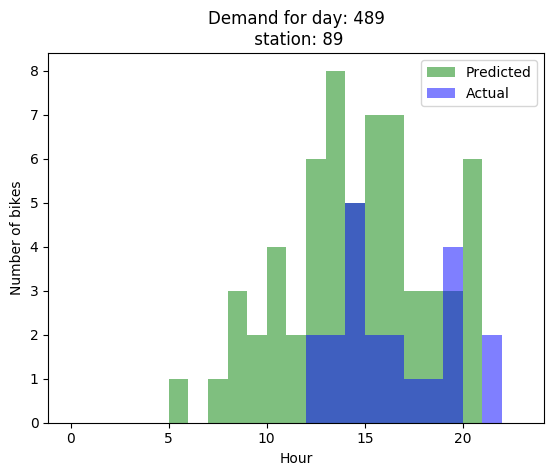 Demand for day: 489
station: 89
Predicted
Actual
Number of bikes
8
7
6
5
4
3
2
1
0
0 5 10 15 20
Hour